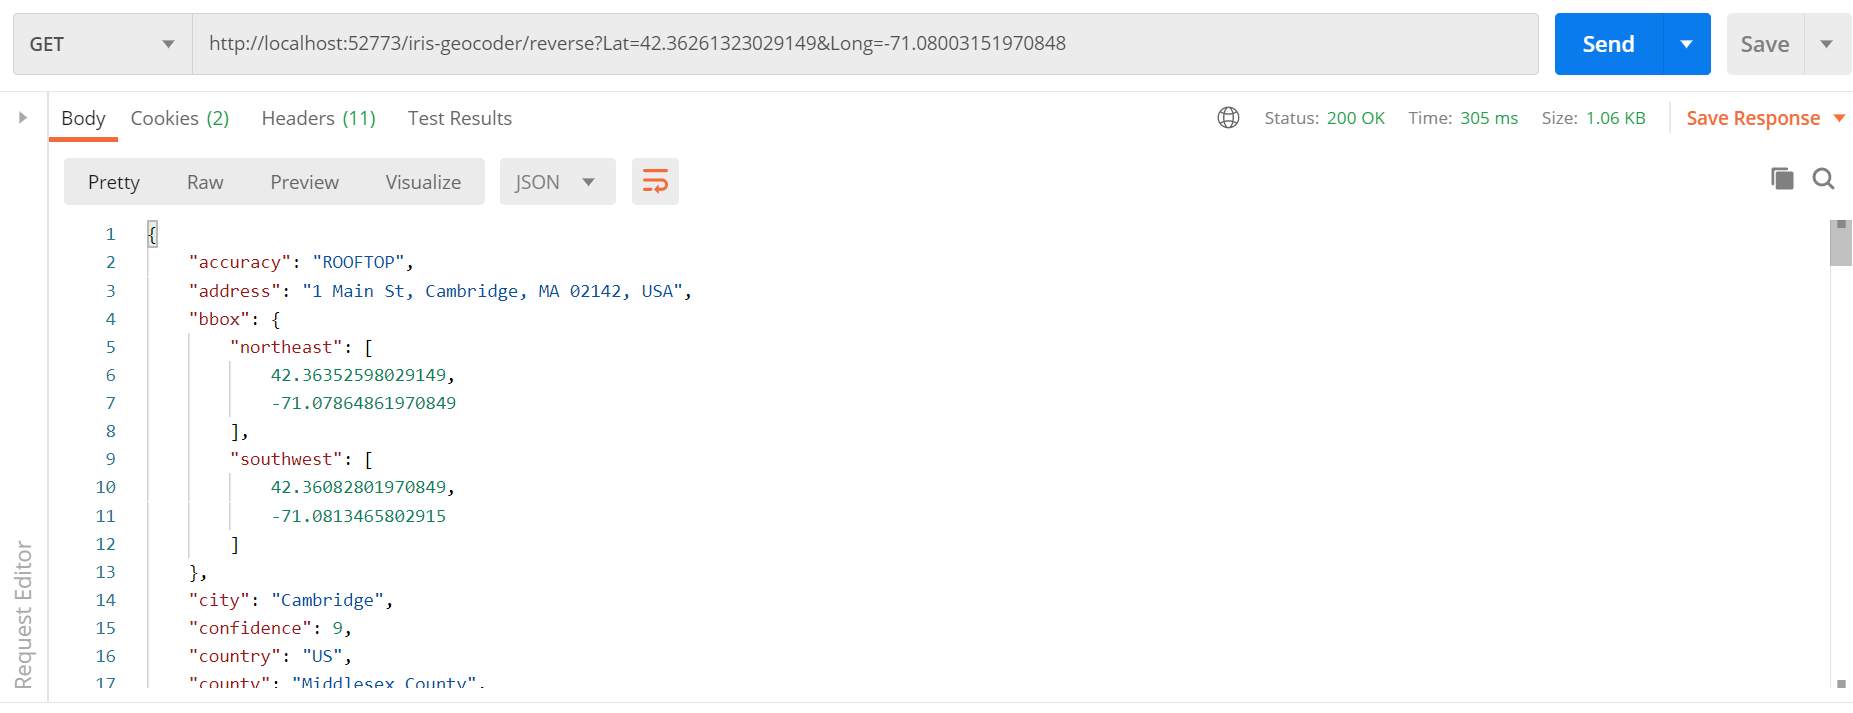 GET http://localhost:52773/iris-geocoder/reverse?Lat=42.36261323029149&Long=-71.08003151970848 Send Save
Body Cookies (2) Headers (11) Test Results Status: 200 OK Time: 305 ms Size: 1.06 KB Save Response
Pretty Raw Preview Visualize JSON
1 {
2 "accuracy": "ROOFTOP",
3 "address": "1 Main St, Cambridge, MA 02142, USA",
4 "bbox": {
5 "northeast": [
6 42.36352598029149,
7 -71.07864861970849
8 ],
9 "southwest": [
10 42.36082801970849,
11 -71.0813465802915
12 ]
13 },
14 "city": "Cambridge",
15 "confidence": 9,
16 "country": "US",
17 "county": "Middlesex County",
Request Editor